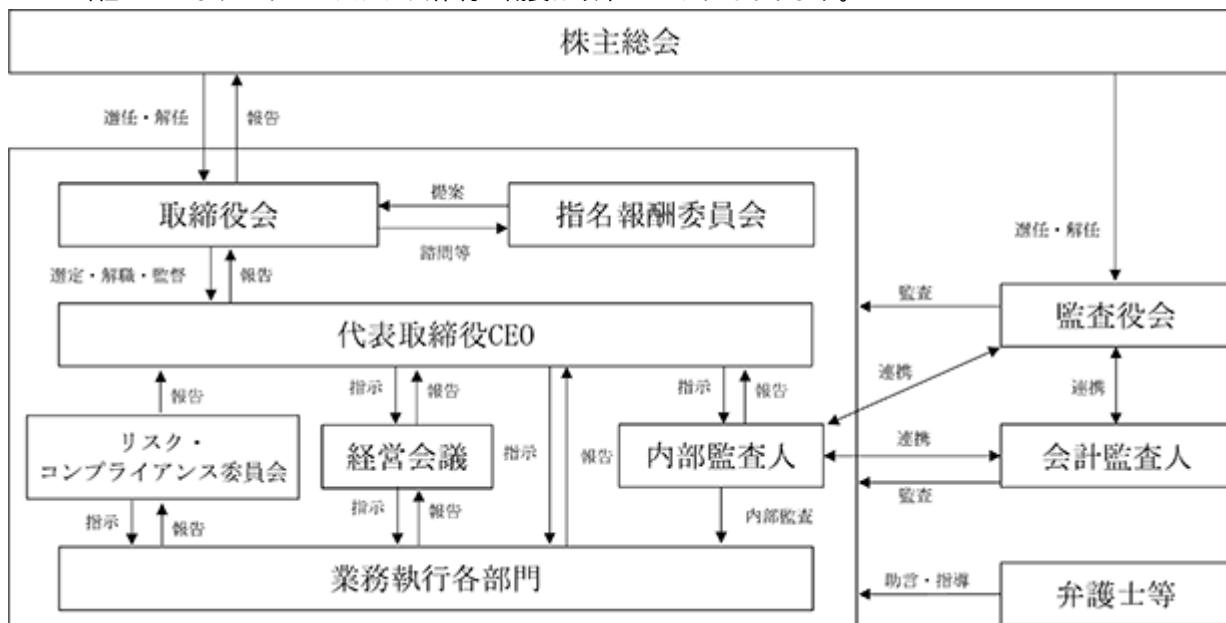 株主総会
選任・解任
報告
取締役会
提案
諮問等
指名報酬委員会
選任・解任
選定・解職・監督
報告
監査
監査役会
代表取締役CEO
連携
連携
報告
指示
報告
指示
報告
リスク・
コンプライアンス委員会
経営会議
指示
報告
内部監査人
連携
会計監査人
監査
指示
報告
指示
報告
内部監査
業務執行各部門
助言・指導
弁護士等